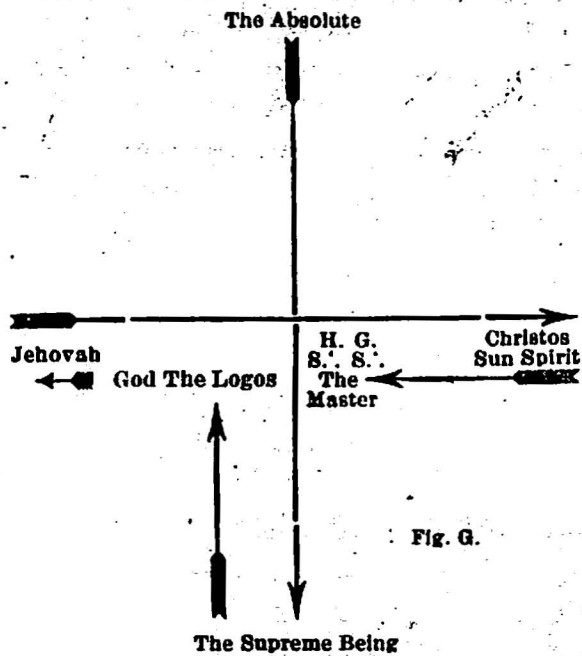 The Absolute
Jehovah
God The Logos
H. G.
S∴ S∴
The
Master
Christos
Sun Spirit
Fig. G.
The Supreme Being